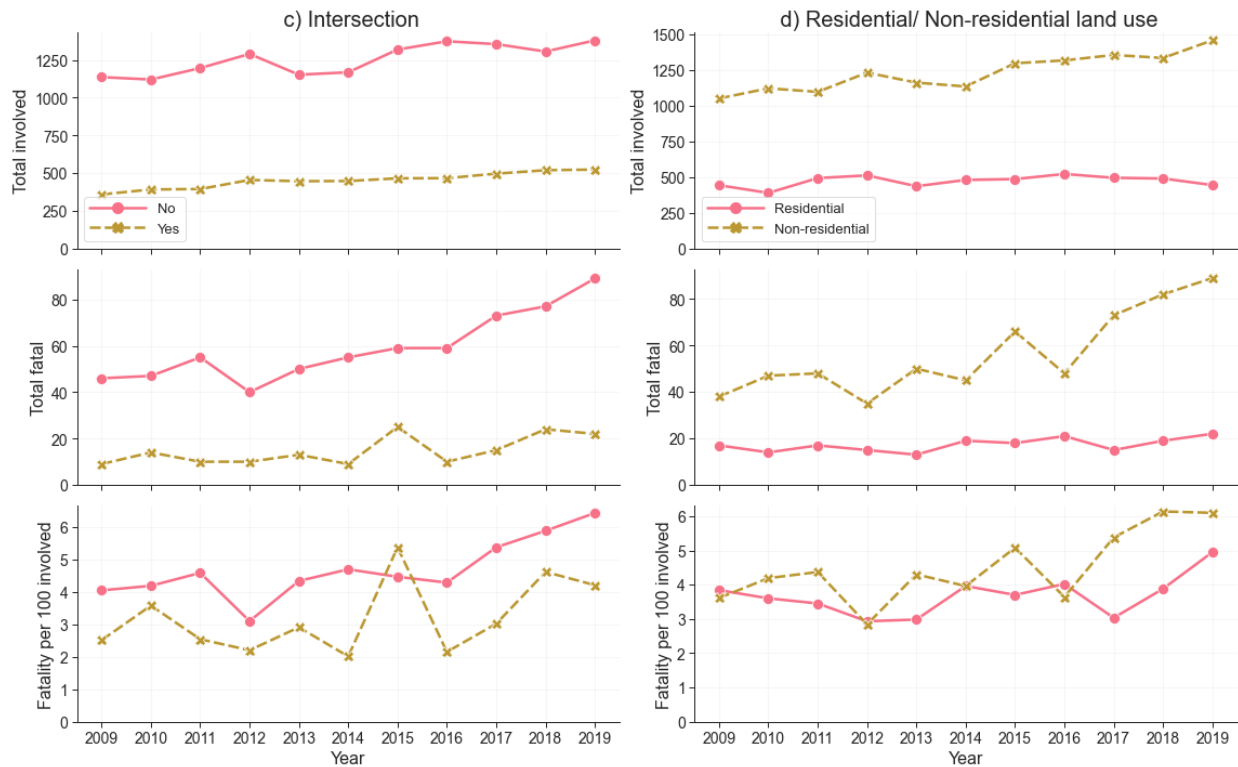 c) Intersection
Total involved
1250
1000
750
500
250
0
No
Yes
Total fatal
80
60
40
20
0
Fatality per 100 involved
6
5
4
3
2
1
0
2009 2010 2011 2012 2013 2014 2015 2016 2017 2018 2019
Year
d) Residential/ Non-residential land use
Total involved
1500
1250
1000
750
500
250
0
Residential
Non-residential
Total fatal
80
60
40
20
0
Fatality per 100 involved
6
5
4
3
2
1
0
2009 2010 2011 2012 2013 2014 2015 2016 2017 2018 2019
Year